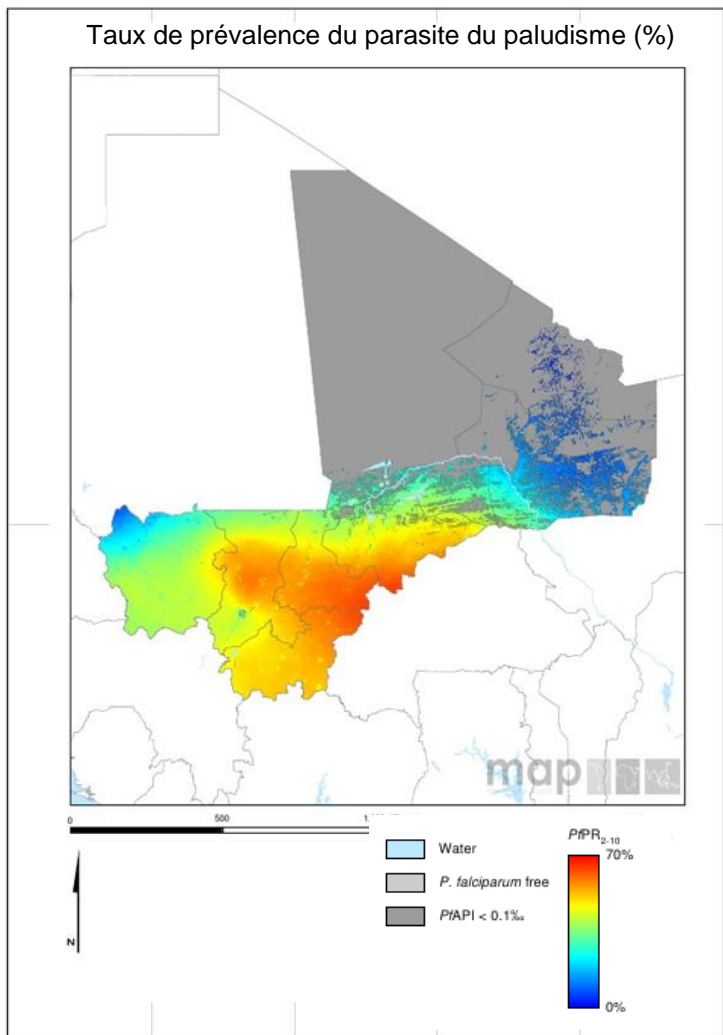 Taux de prévalence du parasite du paludisme (%)
map
0 500
Water
P. falciparum free
PfAPI < 0.1‰
PfPR2-10
70%
0%
N